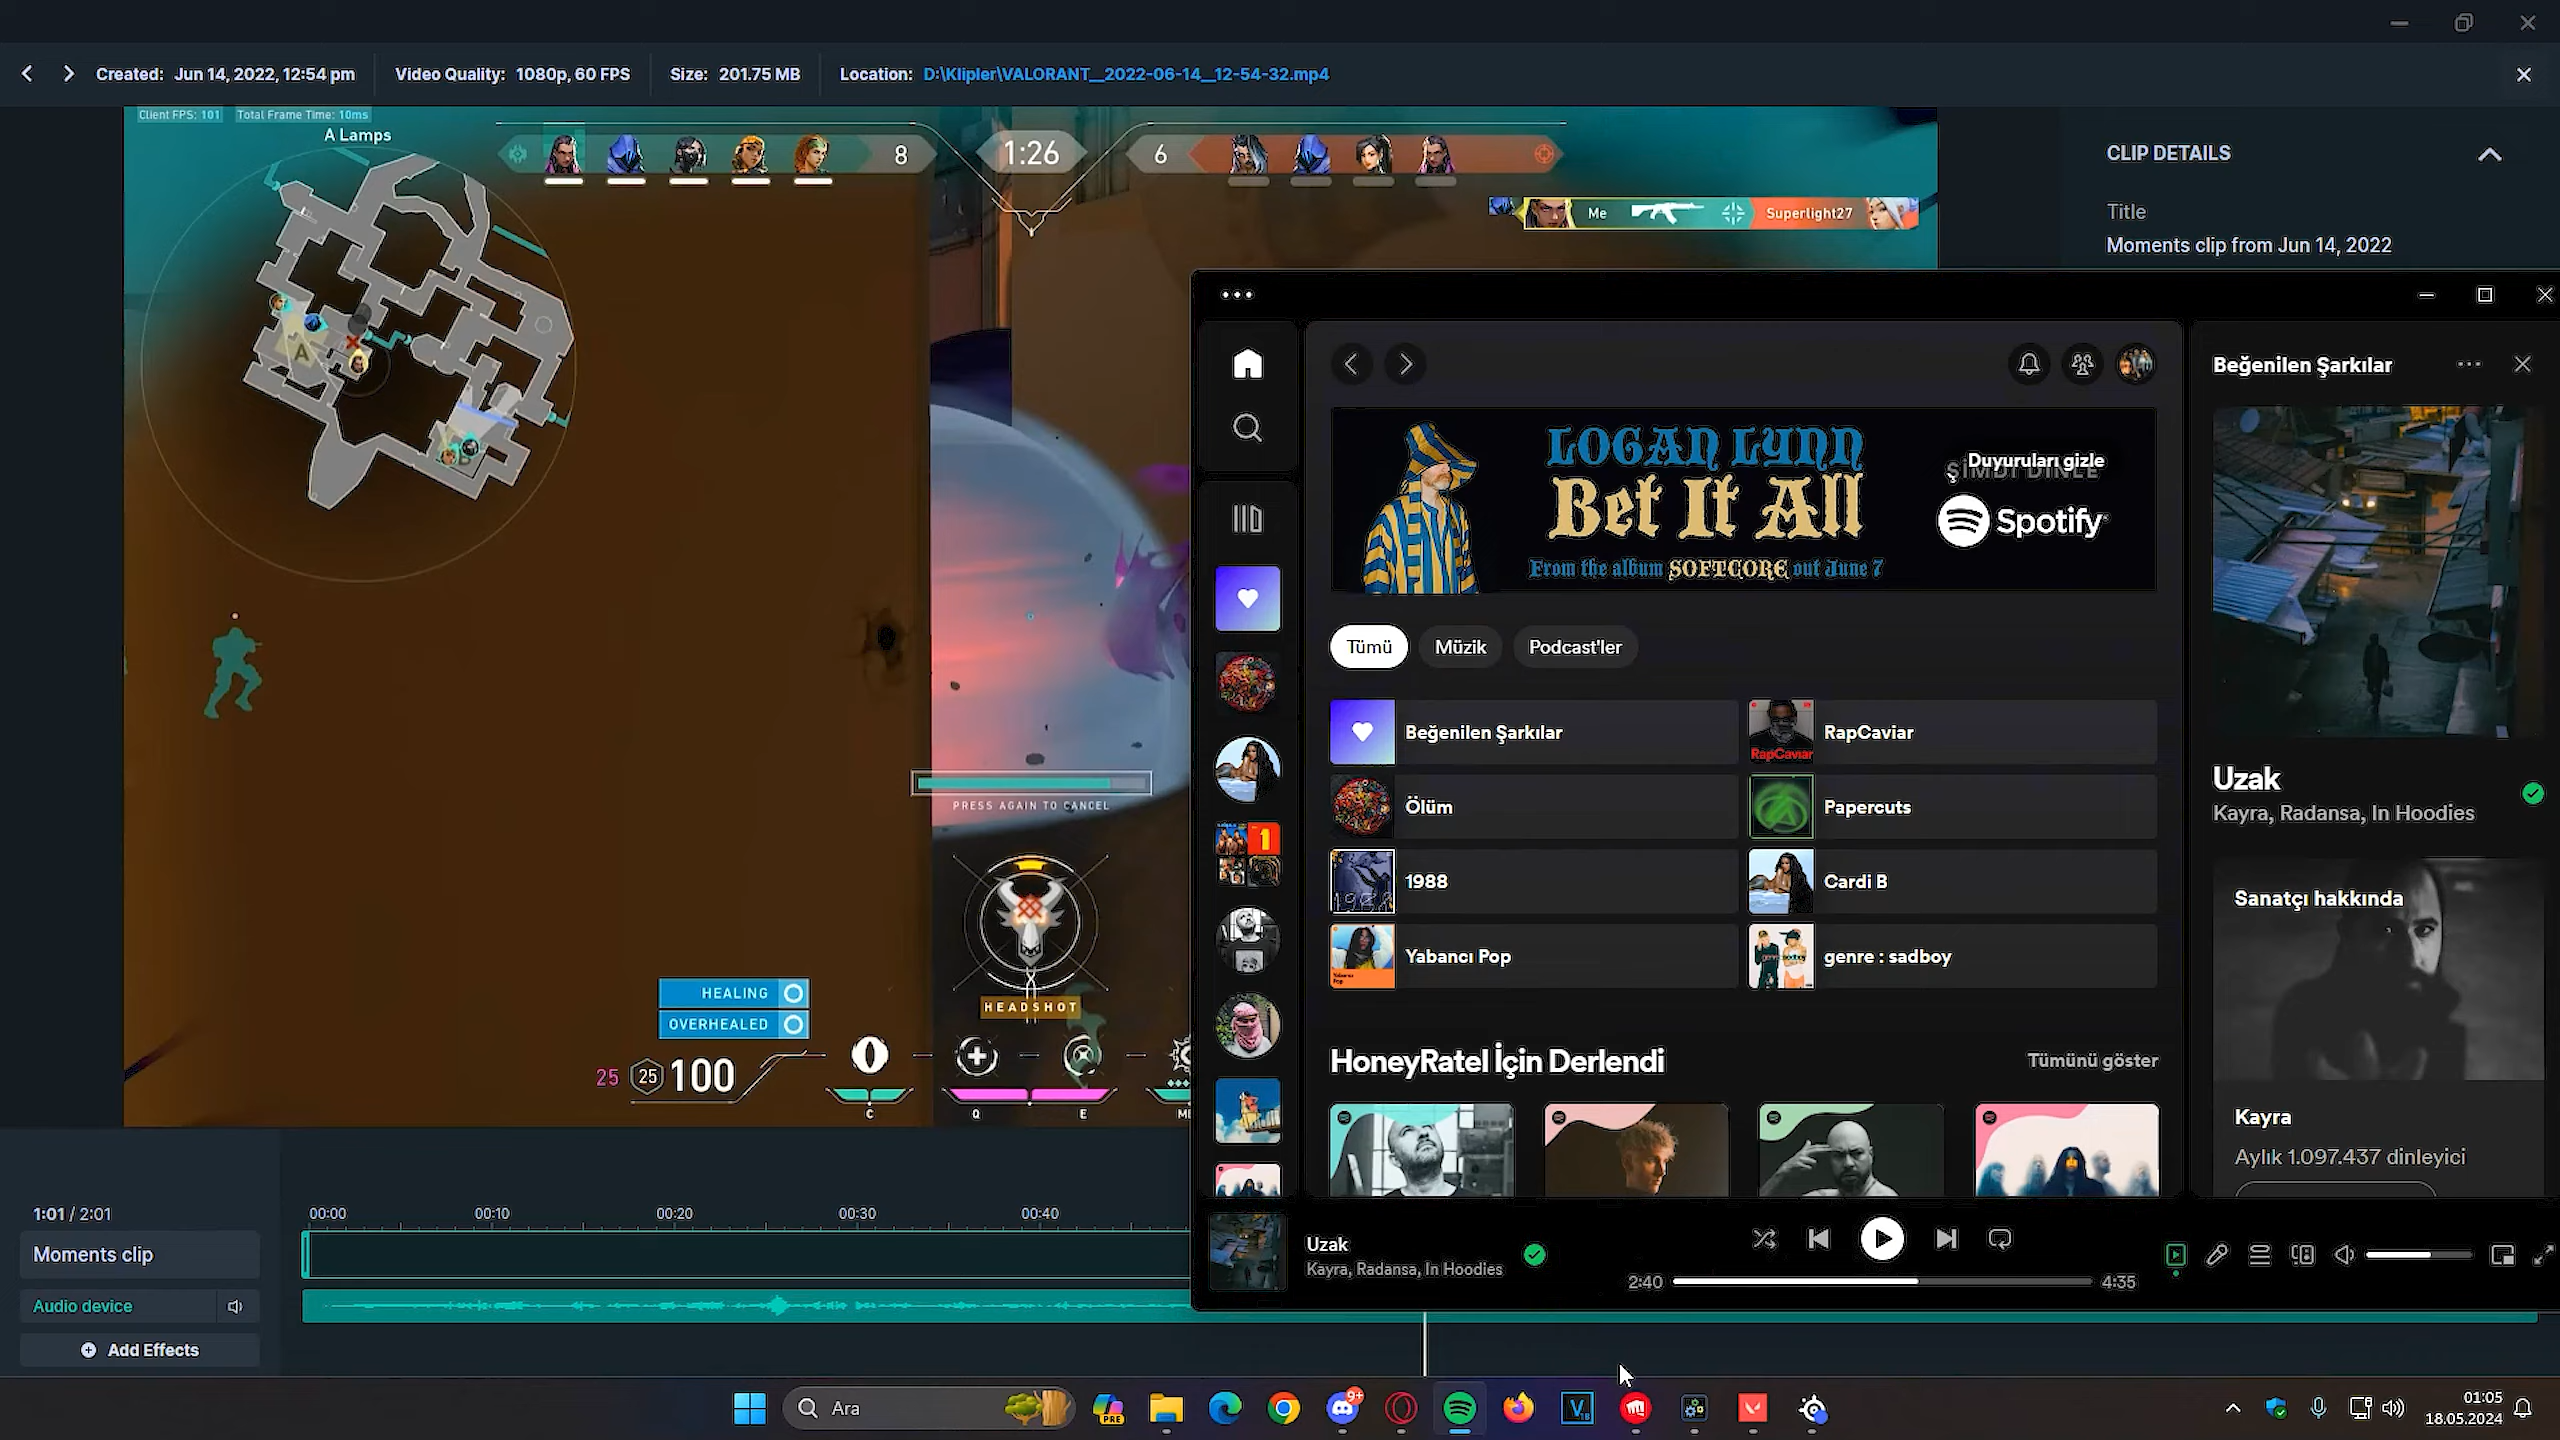 Created: Jun 14, 2022, 12:54 pm
Video Quality: 1080p, 60 FPS
Size: 201.75 MB
Location: D:\Klipler\VALORANT__2022-06-14__12-54-32.mp4
Client FPS: 101 Total Frame Time: 10ms
A Lamps
8
1:26
6
Me
Superlight27
A
CLIP DETAILS
Title
Moments clip from Jun 14, 2022
PRESS AGAIN TO CANCEL
HEADSHOT
HEALING
OVERHEALED
25 25 100
C Q E
LOGAN LYNN
Bet It All
From the album SOFTCORE out June 7
Duyuruları gizle
ŞİMDİ DİNLE
Spotify
Tümü
Müzik
Podcast'ler
Beğenilen Şarkılar
RapCaviar
RapCaviar
Ölüm
Papercuts
1988
Cardi B
Yabancı Pop
genre : sadboy
HoneyRatel İçin Derlendi
Tümünü göster
Beğenilen Şarkılar
Uzak
Kayra, Radansa, In Hoodies
Sanatçı hakkında
Kayra
Aylık 1.097.437 dinleyici
Uzak
Kayra, Radansa, In Hoodies
2:40
4:35
1:01 / 2:01
00:00
00:10
00:20
00:30
00:40
Moments clip
Audio device
Add Effects
Ara
PRE
9+
01:05
18.05.2024